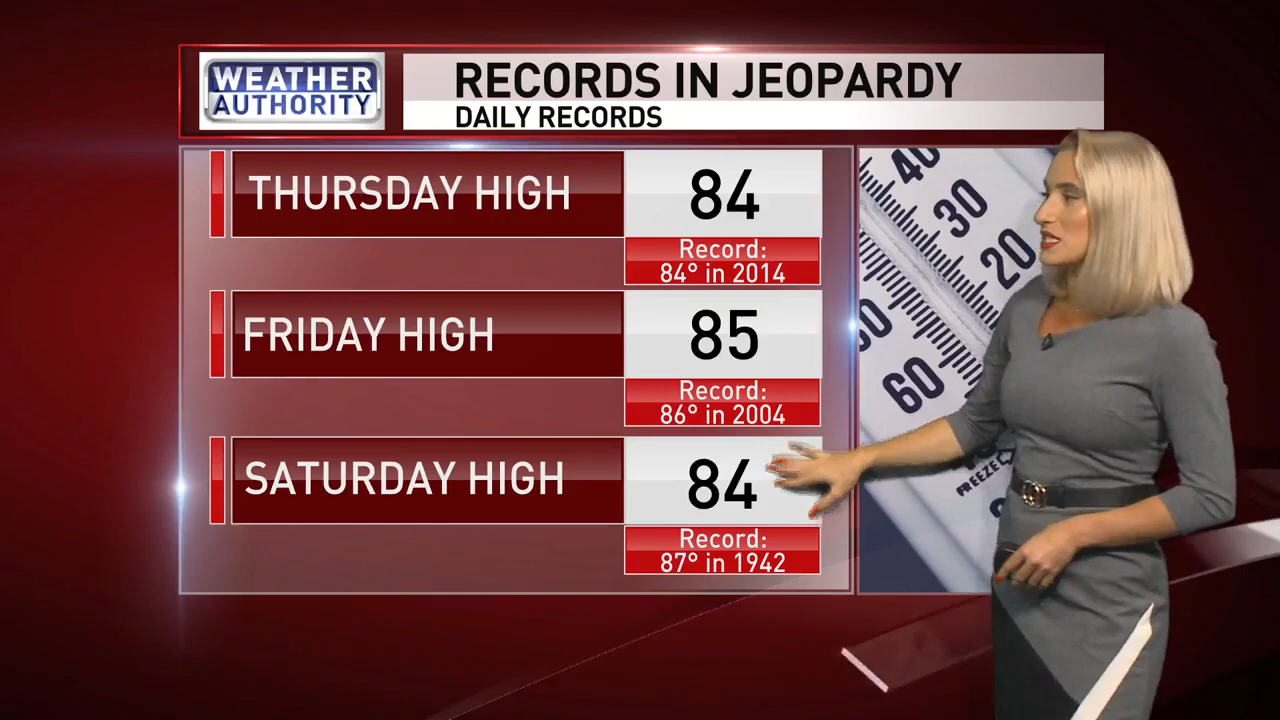 WEATHER
AUTHORITY
RECORDS IN JEOPARDY
DAILY RECORDS
THURSDAY HIGH
84
Record:
84° in 2014
FRIDAY HIGH
85
Record:
86° in 2004
SATURDAY HIGH
84
Record:
87° in 1942
40
30
20
60
FREEZE